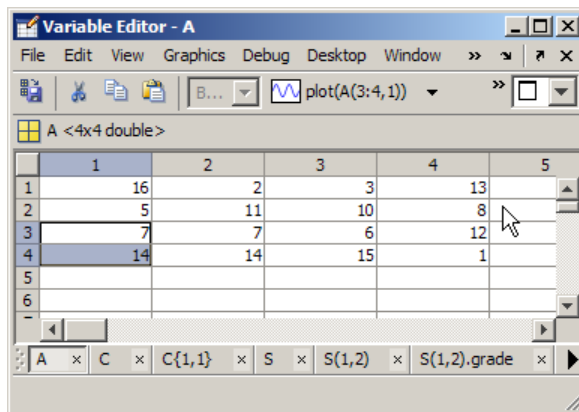 Variable Editor - A
File Edit View Graphics Debug Desktop Window »
B... plot(A(3:4,1)) »
A <4x4 double>
1 2 3 4 5
1 16 2 3 13
2 5 11 10 8
3 7 7 6 12
4 14 14 15 1
5
6
A × C × C{1,1} × S × S(1,2) × S(1,2).grade ×